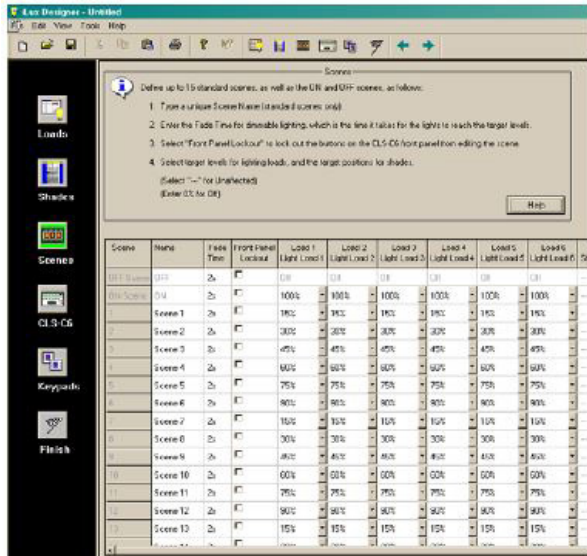 iLux Designer - Untitled
File Edit View Tools Help
Scenes
Define up to 15 standard scenes, as well as the ON and OFF scenes, as follows:
1. Type a unique Scene Name (standard scenes only).
2. Enter the Fade Time for dimmable lighting, which is the time it takes for the lights to reach the target levels.
3. Select "Front Panel Lockout" to lock out the buttons on the CLS-C6 front panel from editing the scene.
4. Select target levels for lighting loads, and the target positions for shades.
(Select "---" for Unaffected)
(Enter 0% for Off)
Help
Loads
Shades
Scenes
CLS-C6
Keypads
Finish
Scene Name Fade Time Front Panel Lockout Load 1 Light Load 1 Load 2 Light Load 2 Load 3 Light Load 3 Load 4 Light Load 4 Load 5 Light Load 5 Load 6 Light Load 6
OFF Scene OFF 2s Off Off Off Off Off Off
ON Scene ON 2s 100% 100% 100% 100% 100% 100%
1 Scene 1 2s 15% 15% 15% 15% 15% 15%
2 Scene 2 2s 30% 30% 30% 30% 30% 30%
3 Scene 3 2s 45% 45% 45% 45% 45% 45%
4 Scene 4 2s 60% 60% 60% 60% 60% 60%
5 Scene 5 2s 75% 75% 75% 75% 75% 75%
6 Scene 6 2s 90% 90% 90% 90% 90% 90%
7 Scene 7 2s 15% 15% 15% 15% 15% 15%
8 Scene 8 2s 30% 30% 30% 30% 30% 30%
9 Scene 9 2s 45% 45% 45% 45% 45% 45%
10 Scene 10 2s 60% 60% 60% 60% 60% 60%
11 Scene 11 2s 75% 75% 75% 75% 75% 75%
12 Scene 12 2s 90% 90% 90% 90% 90% 90%
13 Scene 13 2s 15% 15% 15% 15% 15% 15%